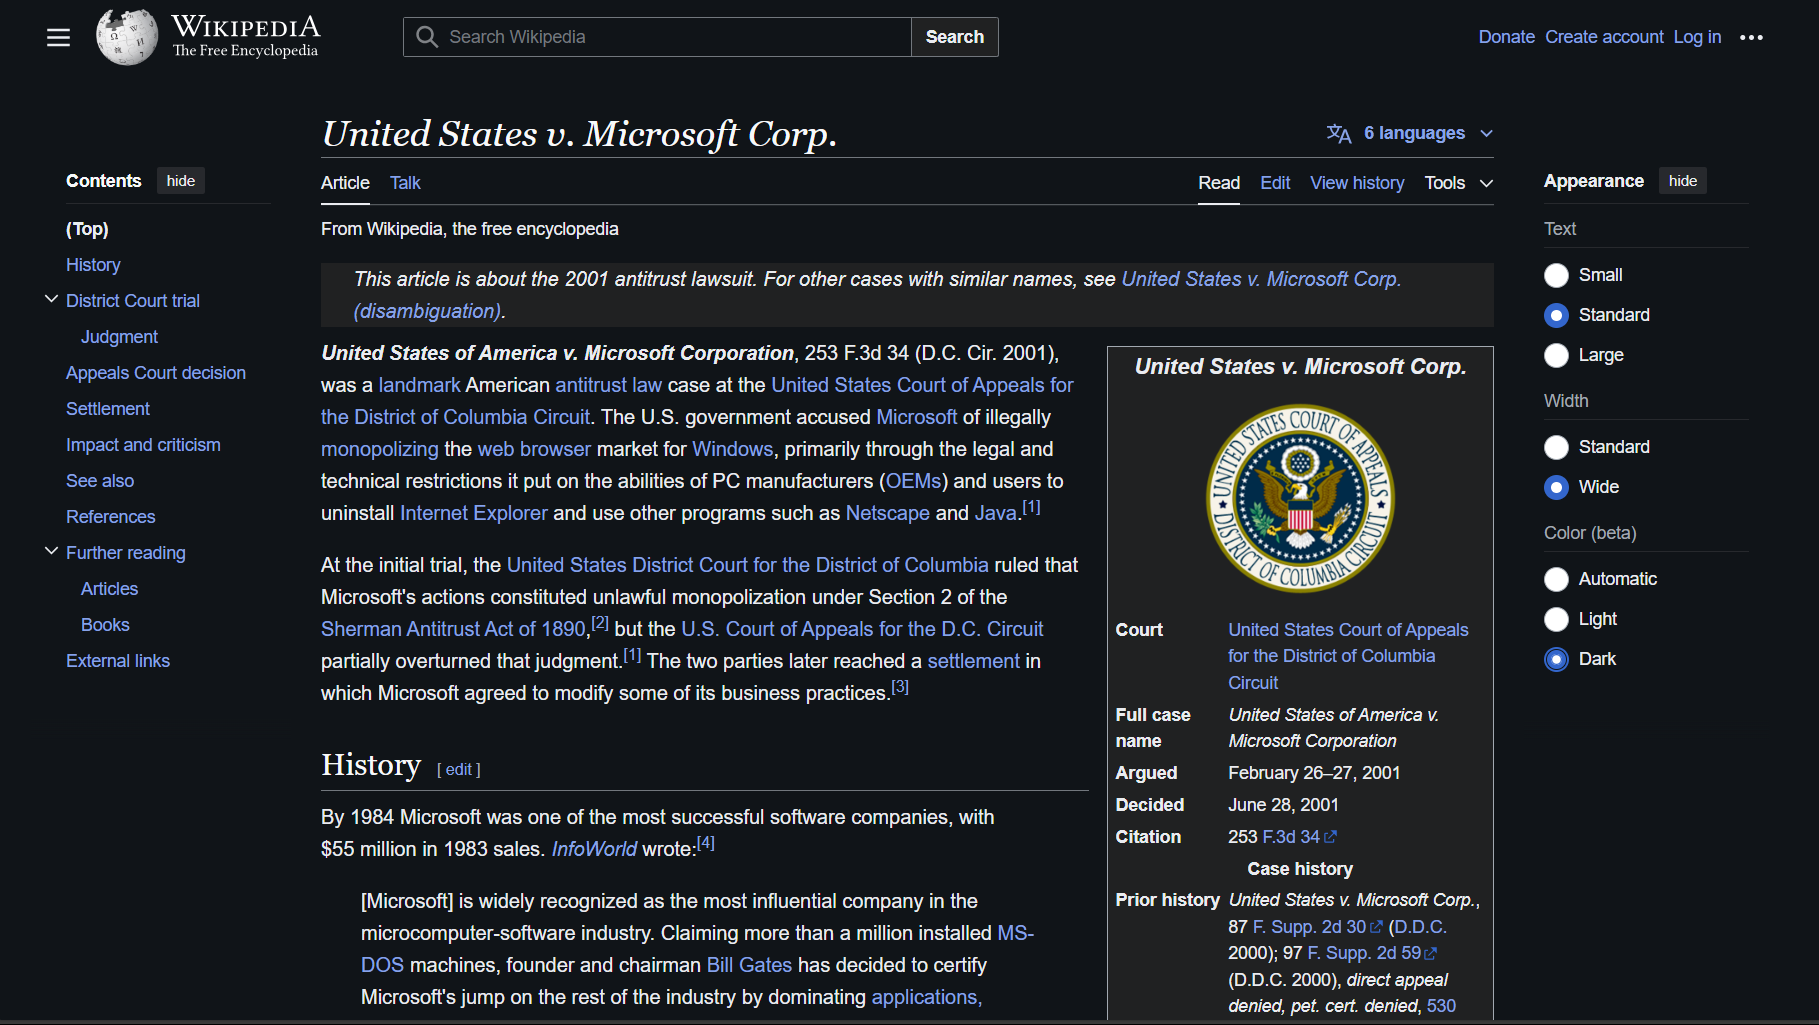 WIKIPEDIA
The Free Encyclopedia
Search Wikipedia
Search
Donate
Create account
Log in
United States v. Microsoft Corp.
6 languages
Contents
hide
(Top)
History
District Court trial
Judgment
Appeals Court decision
Settlement
Impact and criticism
See also
References
Further reading
Articles
Books
External links
Article
Talk
Read
Edit
View history
Tools
From Wikipedia, the free encyclopedia
This article is about the 2001 antitrust lawsuit. For other cases with similar names, see United States v. Microsoft Corp.
(disambiguation).
United States of America v. Microsoft Corporation, 253 F.3d 34 (D.C. Cir. 2001),
was a landmark American antitrust law case at the United States Court of Appeals for
the District of Columbia Circuit. The U.S. government accused Microsoft of illegally
monopolizing the web browser market for Windows, primarily through the legal and
technical restrictions it put on the abilities of PC manufacturers (OEMs) and users to
uninstall Internet Explorer and use other programs such as Netscape and Java.[1]
At the initial trial, the United States District Court for the District of Columbia ruled that
Microsoft's actions constituted unlawful monopolization under Section 2 of the
Sherman Antitrust Act of 1890,[2] but the U.S. Court of Appeals for the D.C. Circuit
partially overturned that judgment.[1] The two parties later reached a settlement in
which Microsoft agreed to modify some of its business practices.[3]
History [ edit ]
By 1984 Microsoft was one of the most successful software companies, with
$55 million in 1983 sales. InfoWorld wrote:[4]
[Microsoft] is widely recognized as the most influential company in the
microcomputer-software industry. Claiming more than a million installed MS-
DOS machines, founder and chairman Bill Gates has decided to certify
Microsoft's jump on the rest of the industry by dominating applications,
United States v. Microsoft Corp.
UNITED STATES COURT OF APPEALS
DISTRICT OF COLUMBIA CIRCUIT
Court
United States Court of Appeals
for the District of Columbia
Circuit
Full case
name
United States of America v.
Microsoft Corporation
Argued
February 26–27, 2001
Decided
June 28, 2001
Citation
253 F.3d 34
Case history
Prior history
United States v. Microsoft Corp.,
87 F. Supp. 2d 30 (D.D.C.
2000); 97 F. Supp. 2d 59
(D.D.C. 2000), direct appeal
denied, pet. cert. denied, 530
Appearance
hide
Text
Small
Standard
Large
Width
Standard
Wide
Color (beta)
Automatic
Light
Dark